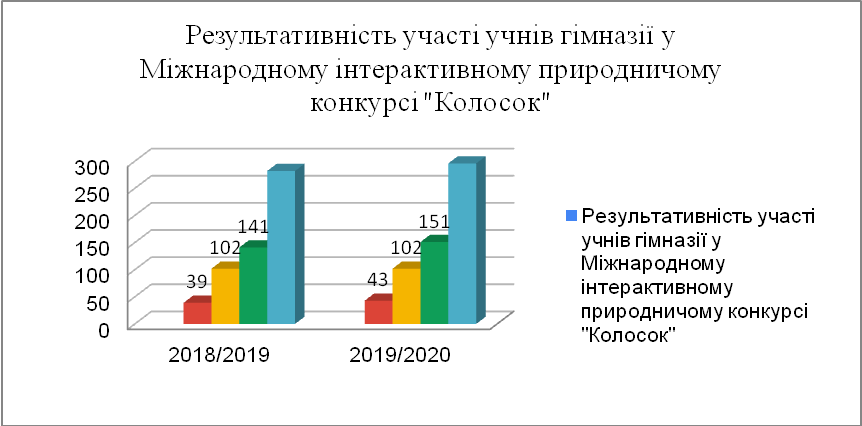 Результативність участі учнів гімназії у
Міжнародному інтерактивному природничому
конкурсі "Колосок"
300
250
200
150
100
50
0
39
102
141
43
102
151
2018/2019
2019/2020
Результативність участі
учнів гімназії у
Міжнародному
інтерактивному
природничому конкурсі
"Колосок"